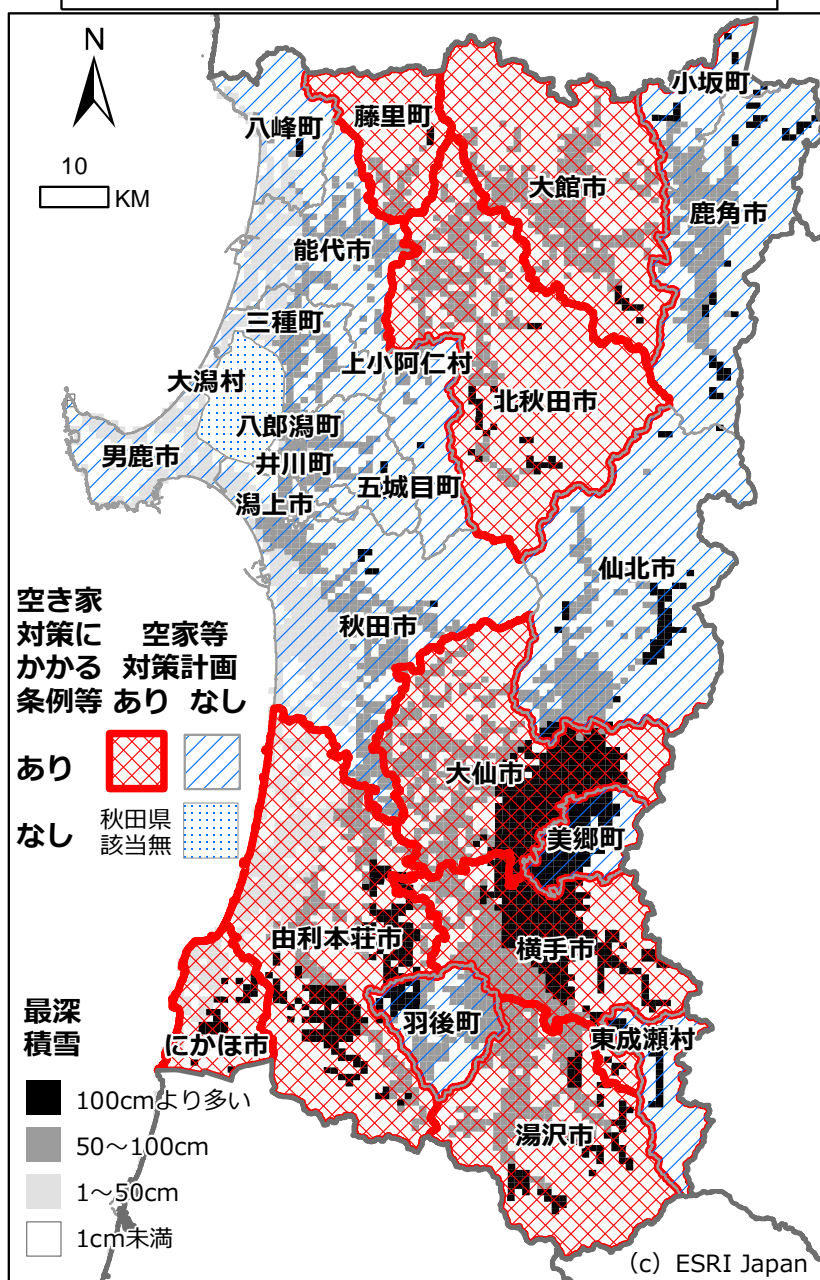 N
10
KM
小坂町
藤里町
八峰町
大館市
鹿角市
能代市
三種町
上小阿仁村
大潟村
北秋田市
八郎潟町
男鹿市
井川町
五城目町
潟上市
仙北市
秋田市
空き家
対策に
かかる
条例等
空家等
対策計画
あり なし
あり
なし
秋田県
該当無
大仙市
美郷町
由利本荘市
横手市
羽後町
東成瀬村
にかほ市
湯沢市
最深
積雪
100cmより多い
50~100cm
1~50cm
1cm未満
(c) ESRI Japan